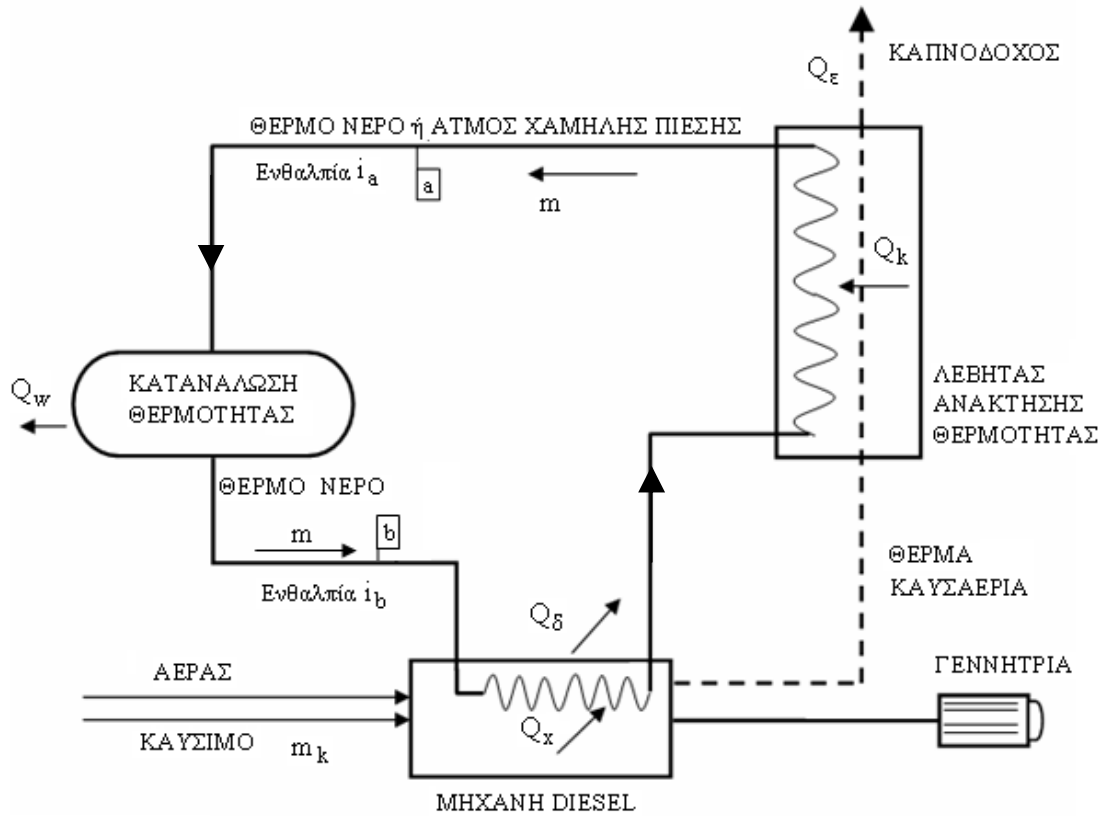 ΚΑΠΝΟΔΟΧΟΣ
Qε
ΘΕΡΜΟ ΝΕΡΟ ή ΑΤΜΟΣ ΧΑΜΗΛΗΣ ΠΙΕΣΗΣ
Ενθαλπία ia
a
m
Qk
Qw
ΚΑΤΑΝΑΛΩΣΗ
ΘΕΡΜΟΤΗΤΑΣ
ΛΕΒΗΤΑΣ
ΑΝΑΚΤΗΣΗΣ
ΘΕΡΜΟΤΗΤΑΣ
ΘΕΡΜΟ ΝΕΡΟ
m
b
Ενθαλπία ib
ΘΕΡΜΑ
ΚΑΥΣΑΕΡΙΑ
Qδ
ΑΕΡΑΣ
ΓΕΝΝΗΤΡΙΑ
Qx
ΚΑΥΣΙΜΟ mk
ΜΗΧΑΝΗ DIESEL